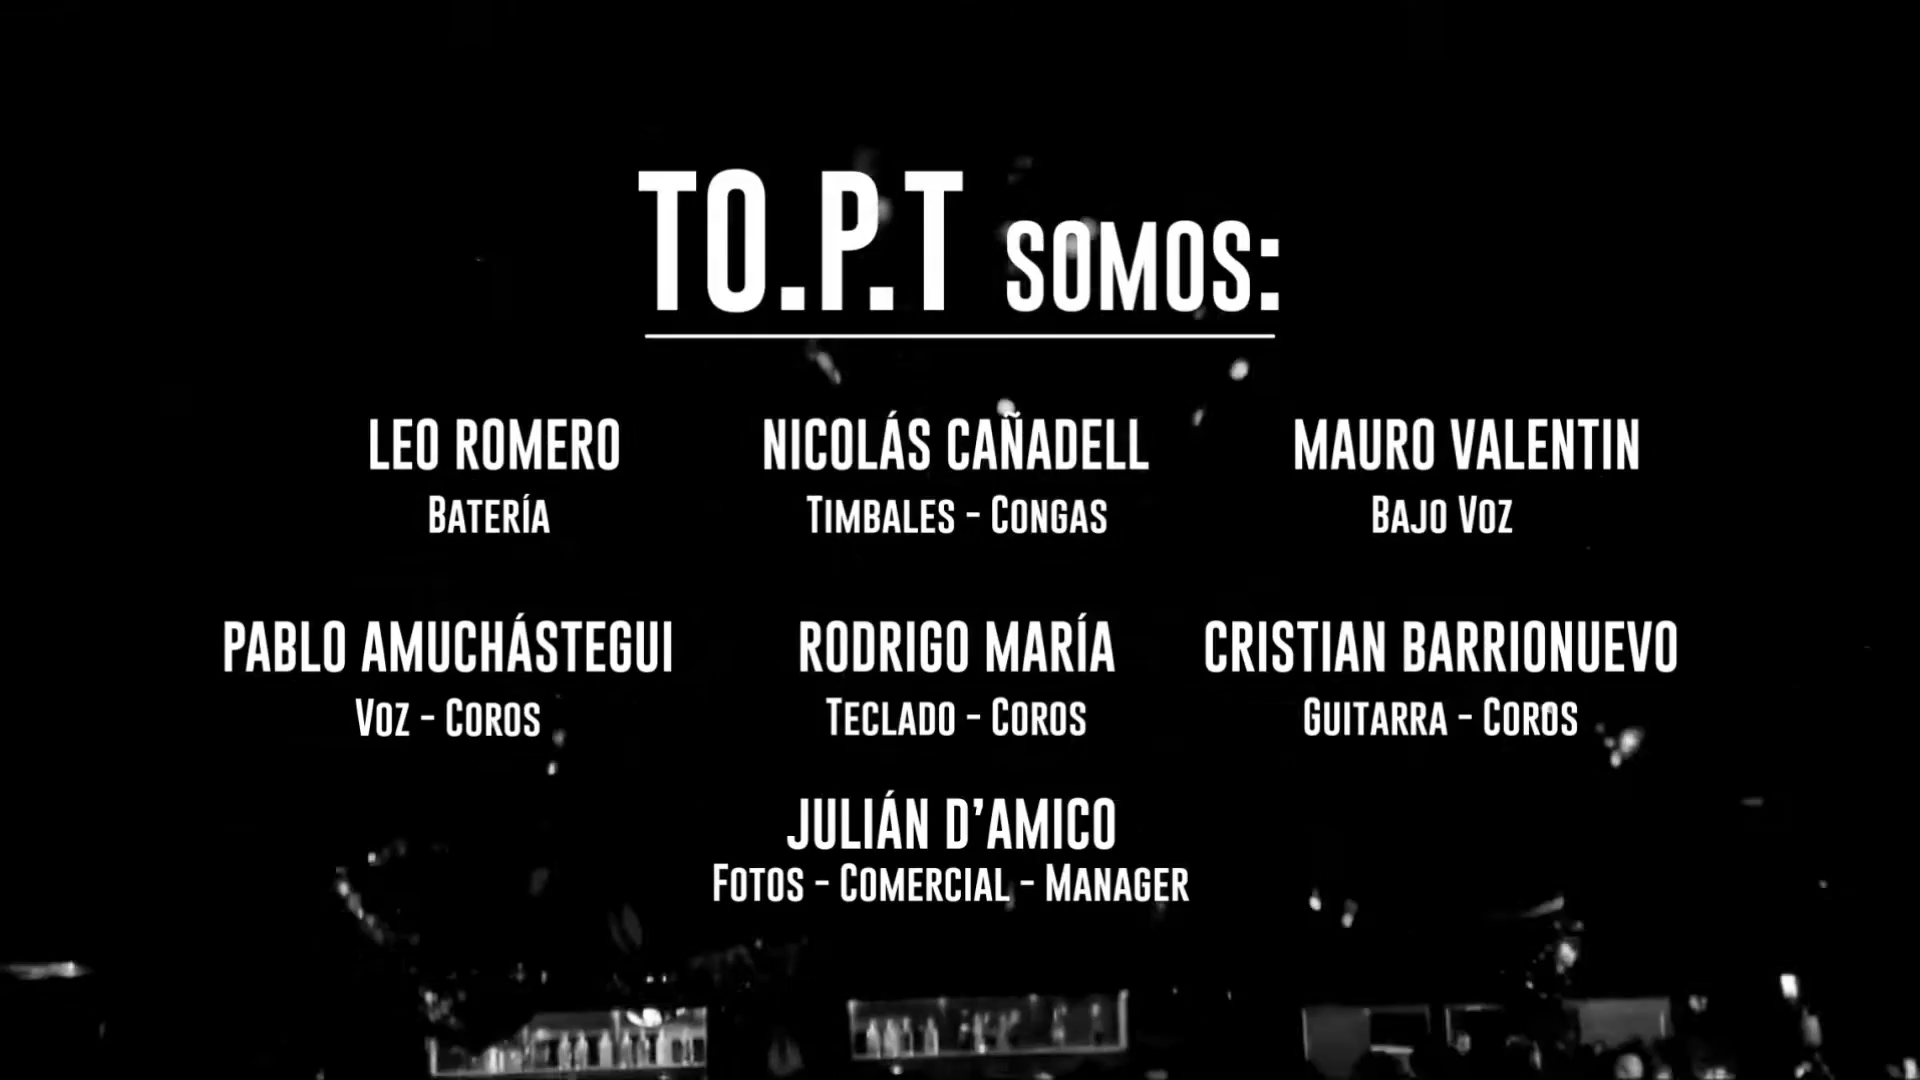 TO.P.T SOMOS:
LEO ROMERO
BATERÍA
NICOLÁS CAÑADELL
TIMBALES - CONGAS
MAURO VALENTIN
BAJO VOZ
PABLO AMUCHÁSTEGUI
VOZ - COROS
RODRIGO MARÍA
TECLADO - COROS
CRISTIAN BARRIONUEVO
GUITARRA - COROS
JULIÁN D’AMICO
FOTOS - COMERCIAL - MANAGER